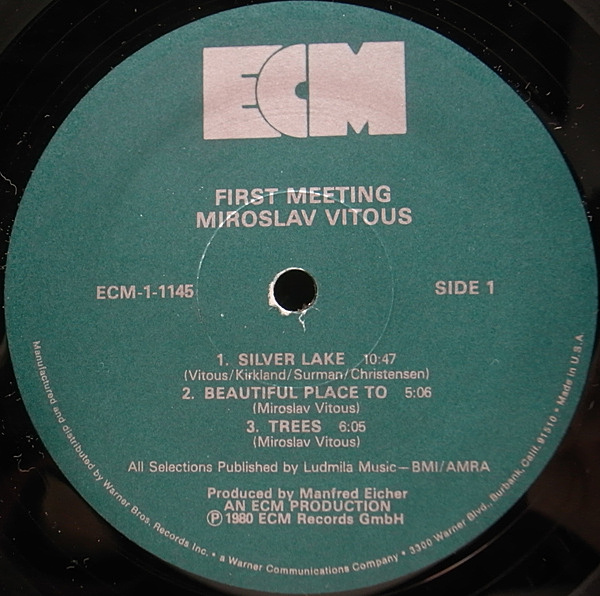 ECM
FIRST MEETING
MIROSLAV VITOUS
ECM-1-1145
SIDE 1
1. SILVER LAKE 10:47
(Vitous/Kirkland/Surman/Christensen)
2. BEAUTIFUL PLACE TO 5:06
(Miroslav Vitous)
3. TREES 6:05
(Miroslav Vitous)
All Selections Published by Ludmila Music—BMI/AMRA
Produced by Manfred Eicher
AN ECM PRODUCTION
Ⓟ 1980 ECM Records GmbH
Manufactured and distributed by Warner Bros. Records Inc. • a Warner Communications Company • 3300 Warner Blvd., Burbank, Calif. 91510 • Made in U.S.A.